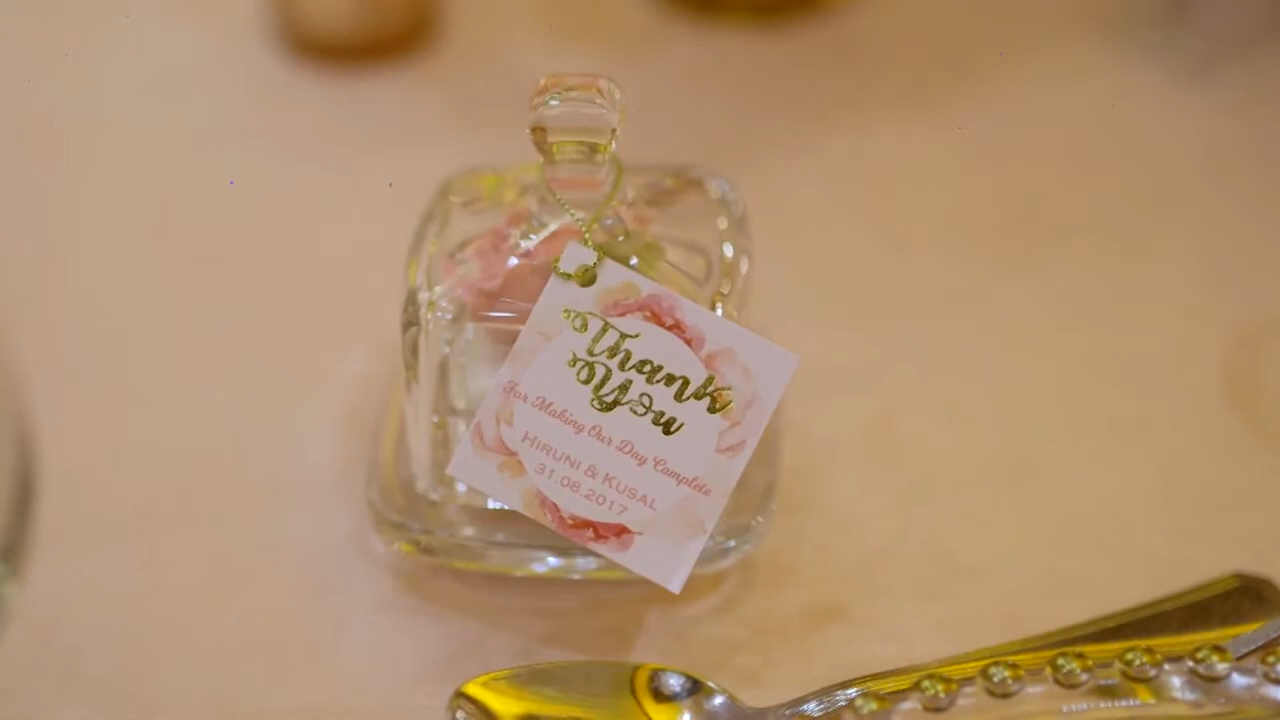 Thank
You
For Making Our Day Complete
HIRUNI & KUSAL
31.08.2017